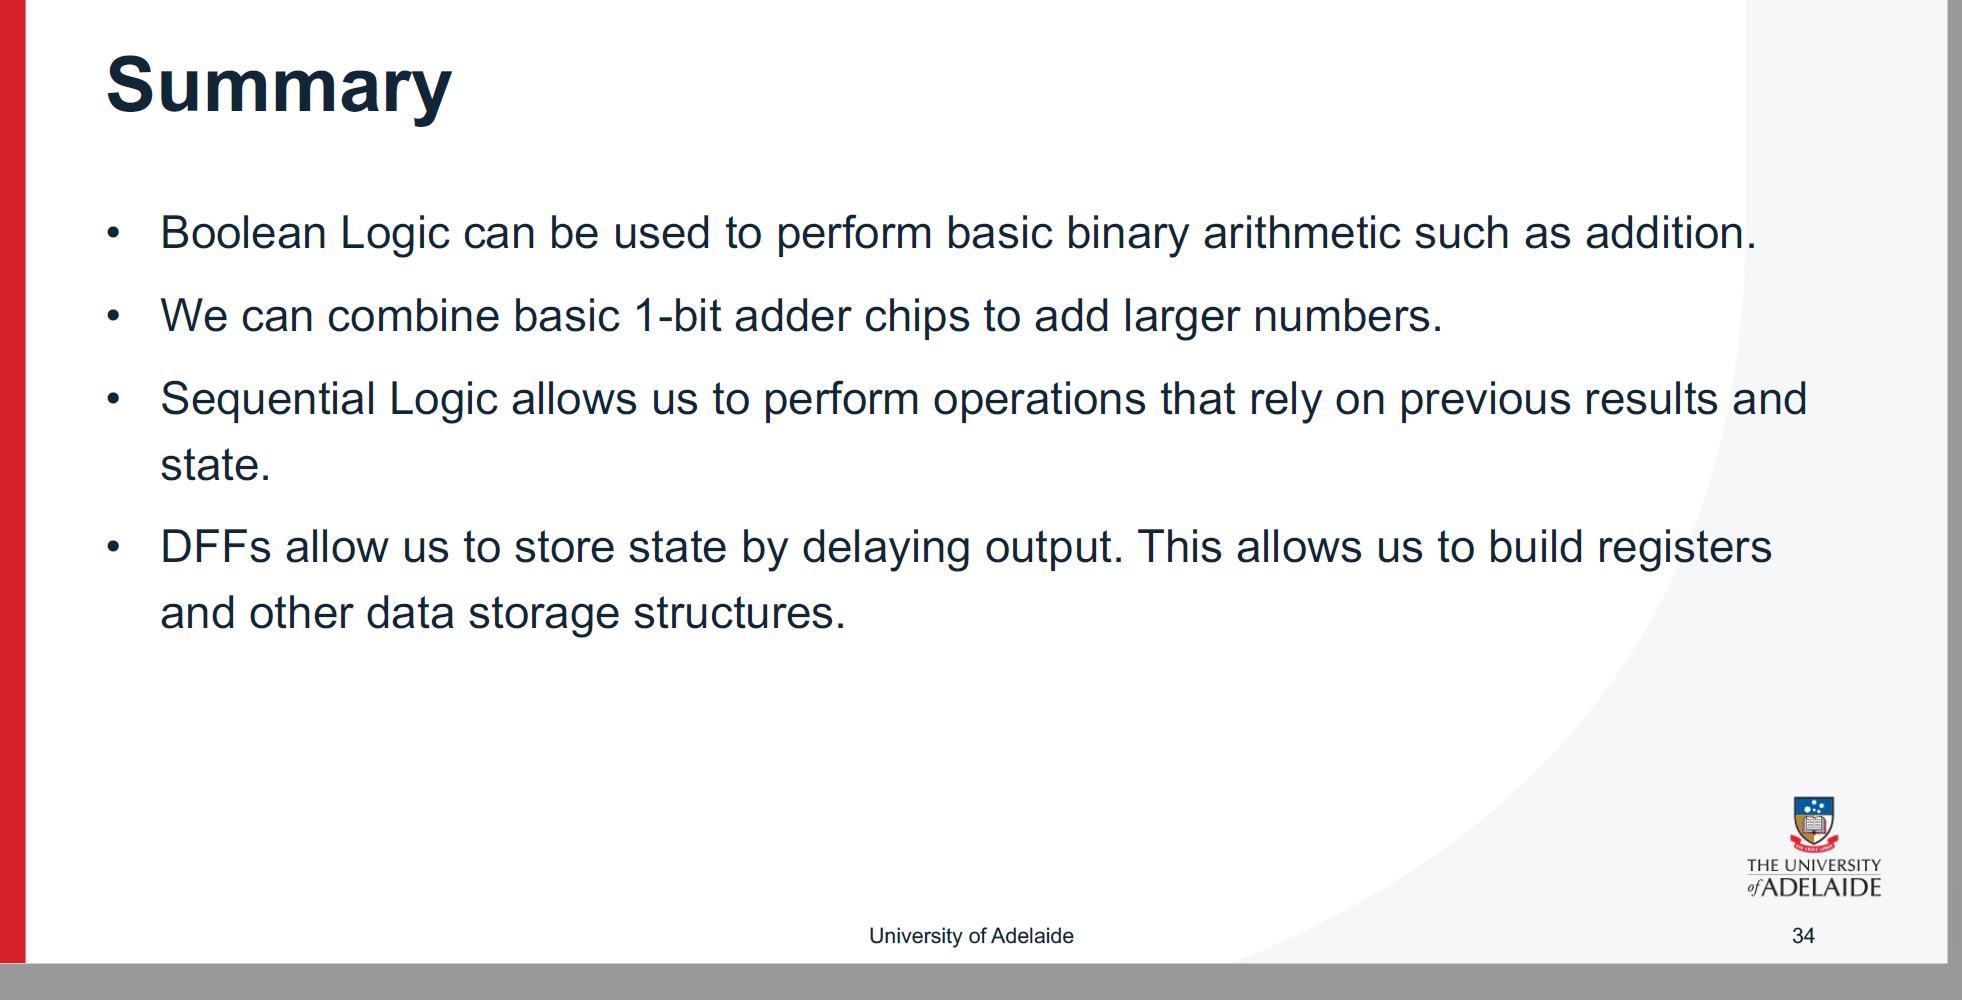 Summary
• Boolean Logic can be used to perform basic binary arithmetic such as addition.
• We can combine basic 1-bit adder chips to add larger numbers.
• Sequential Logic allows us to perform operations that rely on previous results and
state.
• DFFs allow us to store state by delaying output. This allows us to build registers
and other data storage structures.
THE UNIVERSITY
of ADELAIDE
University of Adelaide
34